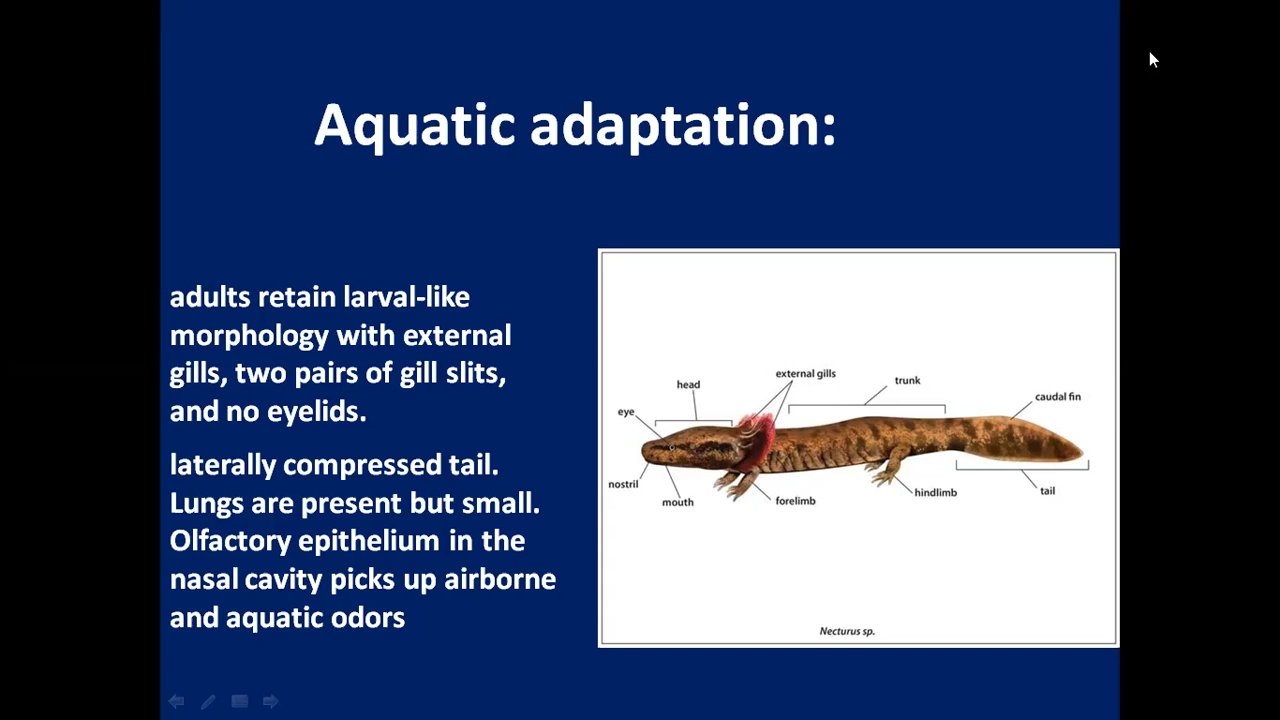 Aquatic adaptation:
adults retain larval-like
morphology with external
gills, two pairs of gill slits,
and no eyelids.
laterally compressed tail.
Lungs are present but small.
Olfactory epithelium in the
nasal cavity picks up airborne
and aquatic odors
external gills
head
trunk
caudal fin
eye
nostril
mouth
forelimb
hindlimb
tail
Necturus sp.